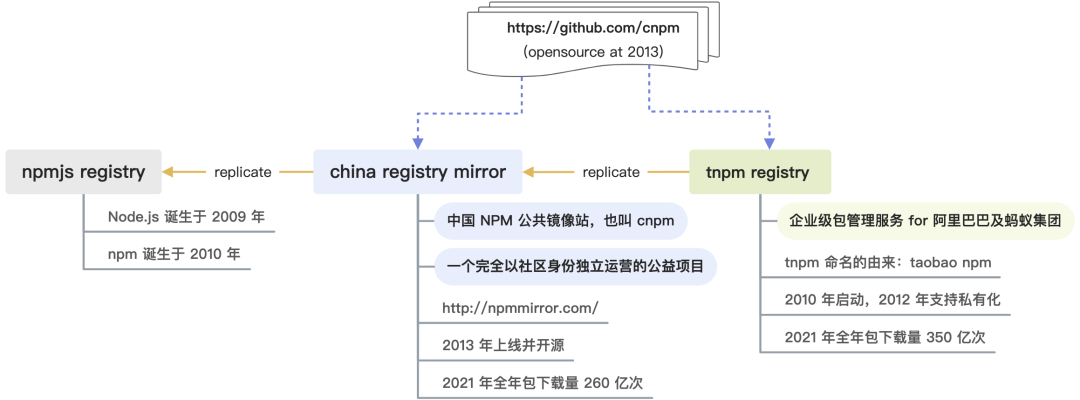 https://github.com/cnpm
(opensource at 2013)
npmjs registry
replicate
china registry mirror
replicate
tnpm registry
Node.js 诞生于 2009 年
npm 诞生于 2010 年
中国 NPM 公共镜像站，也叫 cnpm
一个完全以社区身份独立运营的公益项目
http://npmmirror.com/
2013 年上线并开源
2021 年全年包下载量 260 亿次
企业级包管理服务 for 阿里巴巴及蚂蚁集团
tnpm 命名的由来：taobao npm
2010 年启动，2012 年支持私有化
2021 年全年包下载量 350 亿次